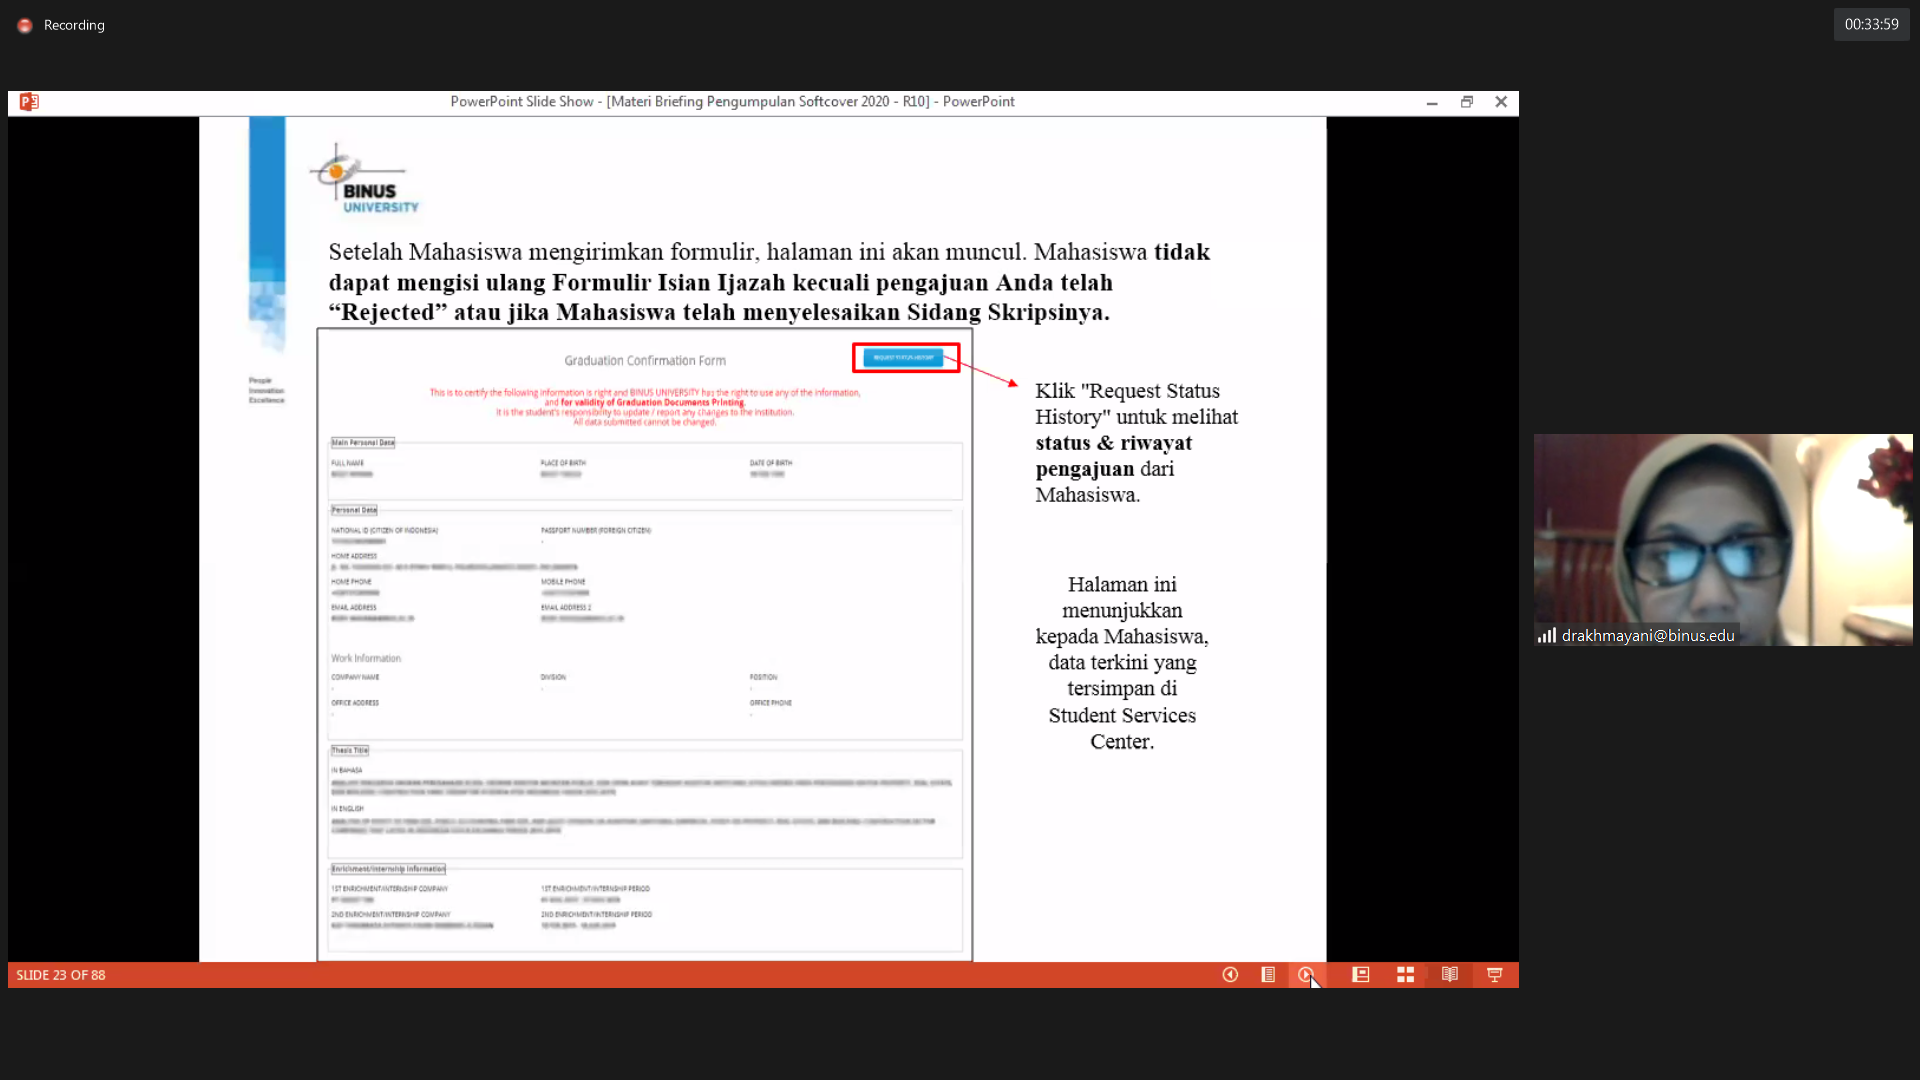 Recording
00:33:59
PowerPoint Slide Show - [Materi Briefing Pengumpulan Softcover 2020 - R10] - PowerPoint
BINUS
UNIVERSITY
People
Innovation
Excellence
Setelah Mahasiswa mengirimkan formulir, halaman ini akan muncul. Mahasiswa tidak
dapat mengisi ulang Formulir Isian Ijazah kecuali pengajuan Anda telah
“Rejected” atau jika Mahasiswa telah menyelesaikan Sidang Skripsinya.
Graduation Confirmation Form
REQUEST STATUS HISTORY
This is to certify the following information is right and BINUS UNIVERSITY has the right to use any of the information,
and for validity of Graduation Documents Printing.
It is the student's responsibility to update / report any changes to the institution.
All data submitted cannot be changed.
Main Personal Data
FULL NAME PLACE OF BIRTH DATE OF BIRTH
Personal Data
NATIONAL ID (CITIZEN OF INDONESIA) PASSPORT NUMBER (FOREIGN CITIZEN)
-
HOME ADDRESS
HOME PHONE MOBILE PHONE
EMAIL ADDRESS EMAIL ADDRESS 2
Work Information
COMPANY NAME DIVISION POSITION
- - -
OFFICE ADDRESS OFFICE PHONE
- -
Thesis Title
IN BAHASA
IN ENGLISH
Enrichment/Internship Information
1ST ENRICHMENT/INTERNSHIP COMPANY 1ST ENRICHMENT/INTERNSHIP PERIOD
2ND ENRICHMENT/INTERNSHIP COMPANY 2ND ENRICHMENT/INTERNSHIP PERIOD
Klik "Request Status
History" untuk melihat
status & riwayat
pengajuan dari
Mahasiswa.
Halaman ini
menunjukkan
kepada Mahasiswa,
data terkini yang
tersimpan di
Student Services
Center.
drakhmayani@binus.edu
SLIDE 23 OF 88